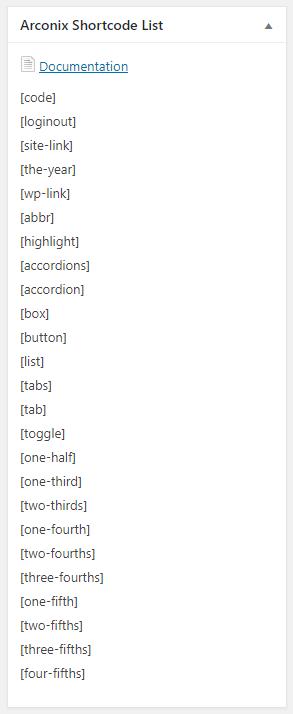 Arconix Shortcode List
Documentation
[code]
[loginout]
[site-link]
[the-year]
[wp-link]
[abbr]
[highlight]
[accordions]
[accordion]
[box]
[button]
[list]
[tabs]
[tab]
[toggle]
[one-half]
[one-third]
[two-thirds]
[one-fourth]
[two-fourths]
[three-fourths]
[one-fifth]
[two-fifths]
[three-fifths]
[four-fifths]